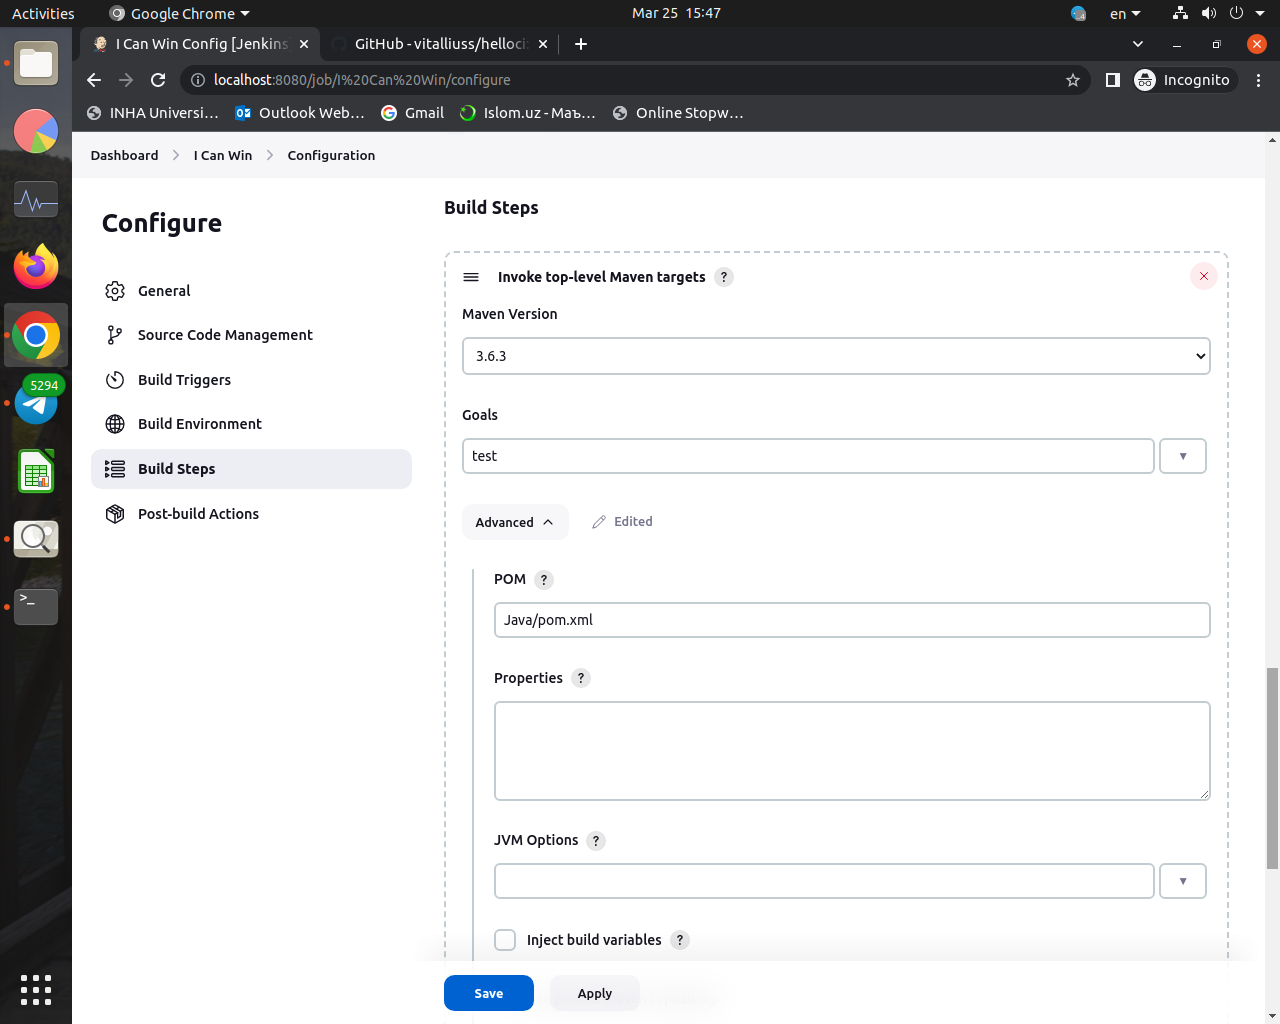 Activities
Google Chrome
Mar 25 15:47
en
I Can Win Config [Jenkins]
GitHub - vitalliuss/helloci
localhost:8080/job/I%20Can%20Win/configure
Incognito
INHA Universi...
Outlook Web...
Gmail
Islom.uz - Маъ...
Online Stopw...
Dashboard
I Can Win
Configuration
Configure
General
Source Code Management
Build Triggers
Build Environment
Build Steps
Post-build Actions
5294
>_
Build Steps
Invoke top-level Maven targets ?
Maven Version
3.6.3
Goals
test
Advanced
Edited
POM ?
Java/pom.xml
Properties ?
JVM Options ?
Inject build variables ?
Save
Apply